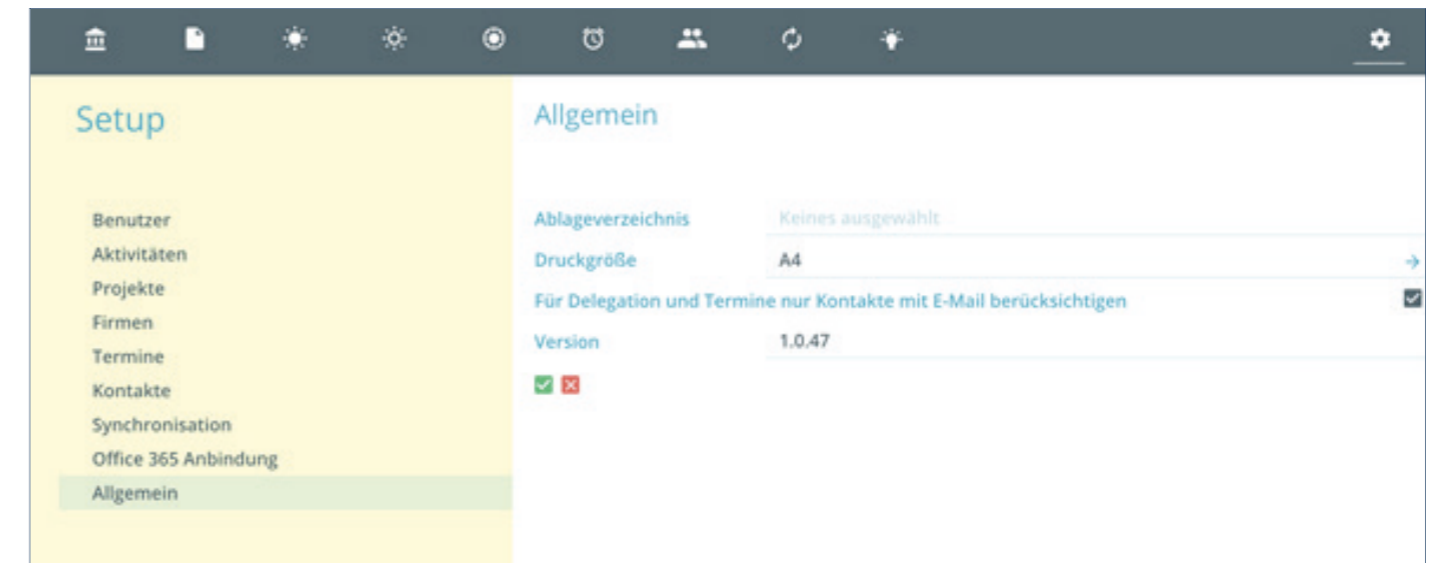 Setup
Benutzer
Aktivitäten
Projekte
Firmen
Termine
Kontakte
Synchronisation
Office 365 Anbindung
Allgemein
Allgemein
Ablageverzeichnis Keines ausgewählt
Druckgröße A4
Für Delegation und Termine nur Kontakte mit E-Mail berücksichtigen
Version 1.0.47